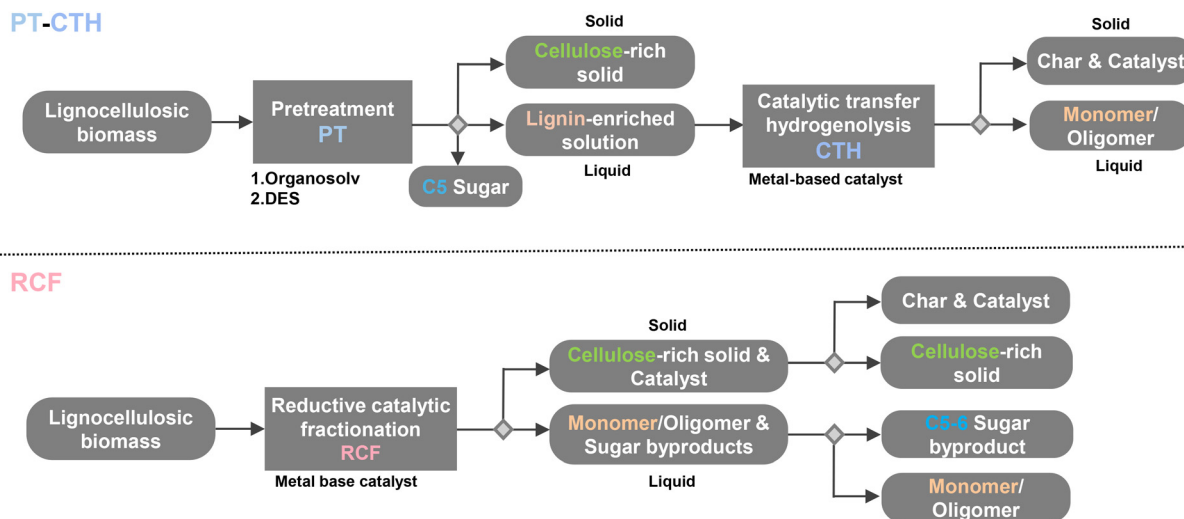 PT-CTH
Lignocellulosic
biomass
Pretreatment
PT
1.Organosolv
2.DES
Solid
Cellulose-rich
solid
Lignin-enriched
solution
Liquid
C5 Sugar
Catalytic transfer
hydrogenolysis
CTH
Metal-based catalyst
Solid
Char & Catalyst
Monomer/
Oligomer
Liquid
RCF
Lignocellulosic
biomass
Reductive catalytic
fractionation
RCF
Metal base catalyst
Solid
Cellulose-rich solid &
Catalyst
Monomer/Oligomer &
Sugar byproducts
Liquid
Char & Catalyst
Cellulose-rich
solid
C5-6 Sugar
byproduct
Monomer/
Oligomer